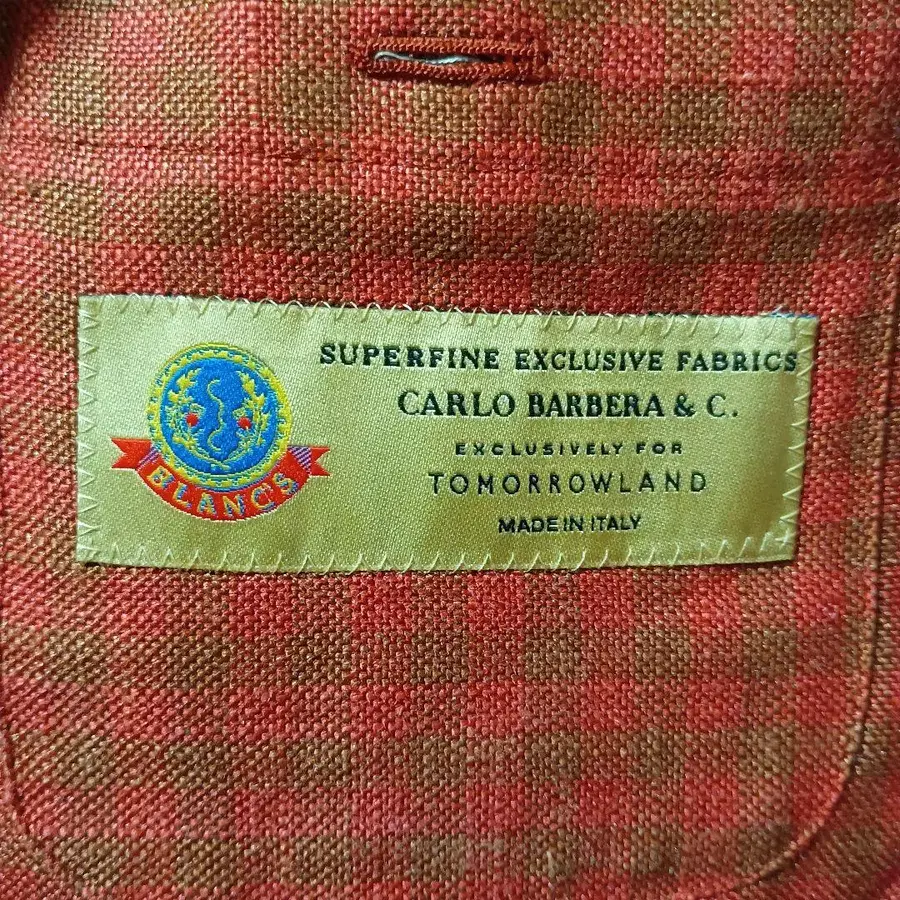 SUPERFINE EXCLUSIVE FABRICS
CARLO BARBERA & C.
EXCLUSIVELY FOR
TOMORROWLAND
MADE IN ITALY
BLANCS